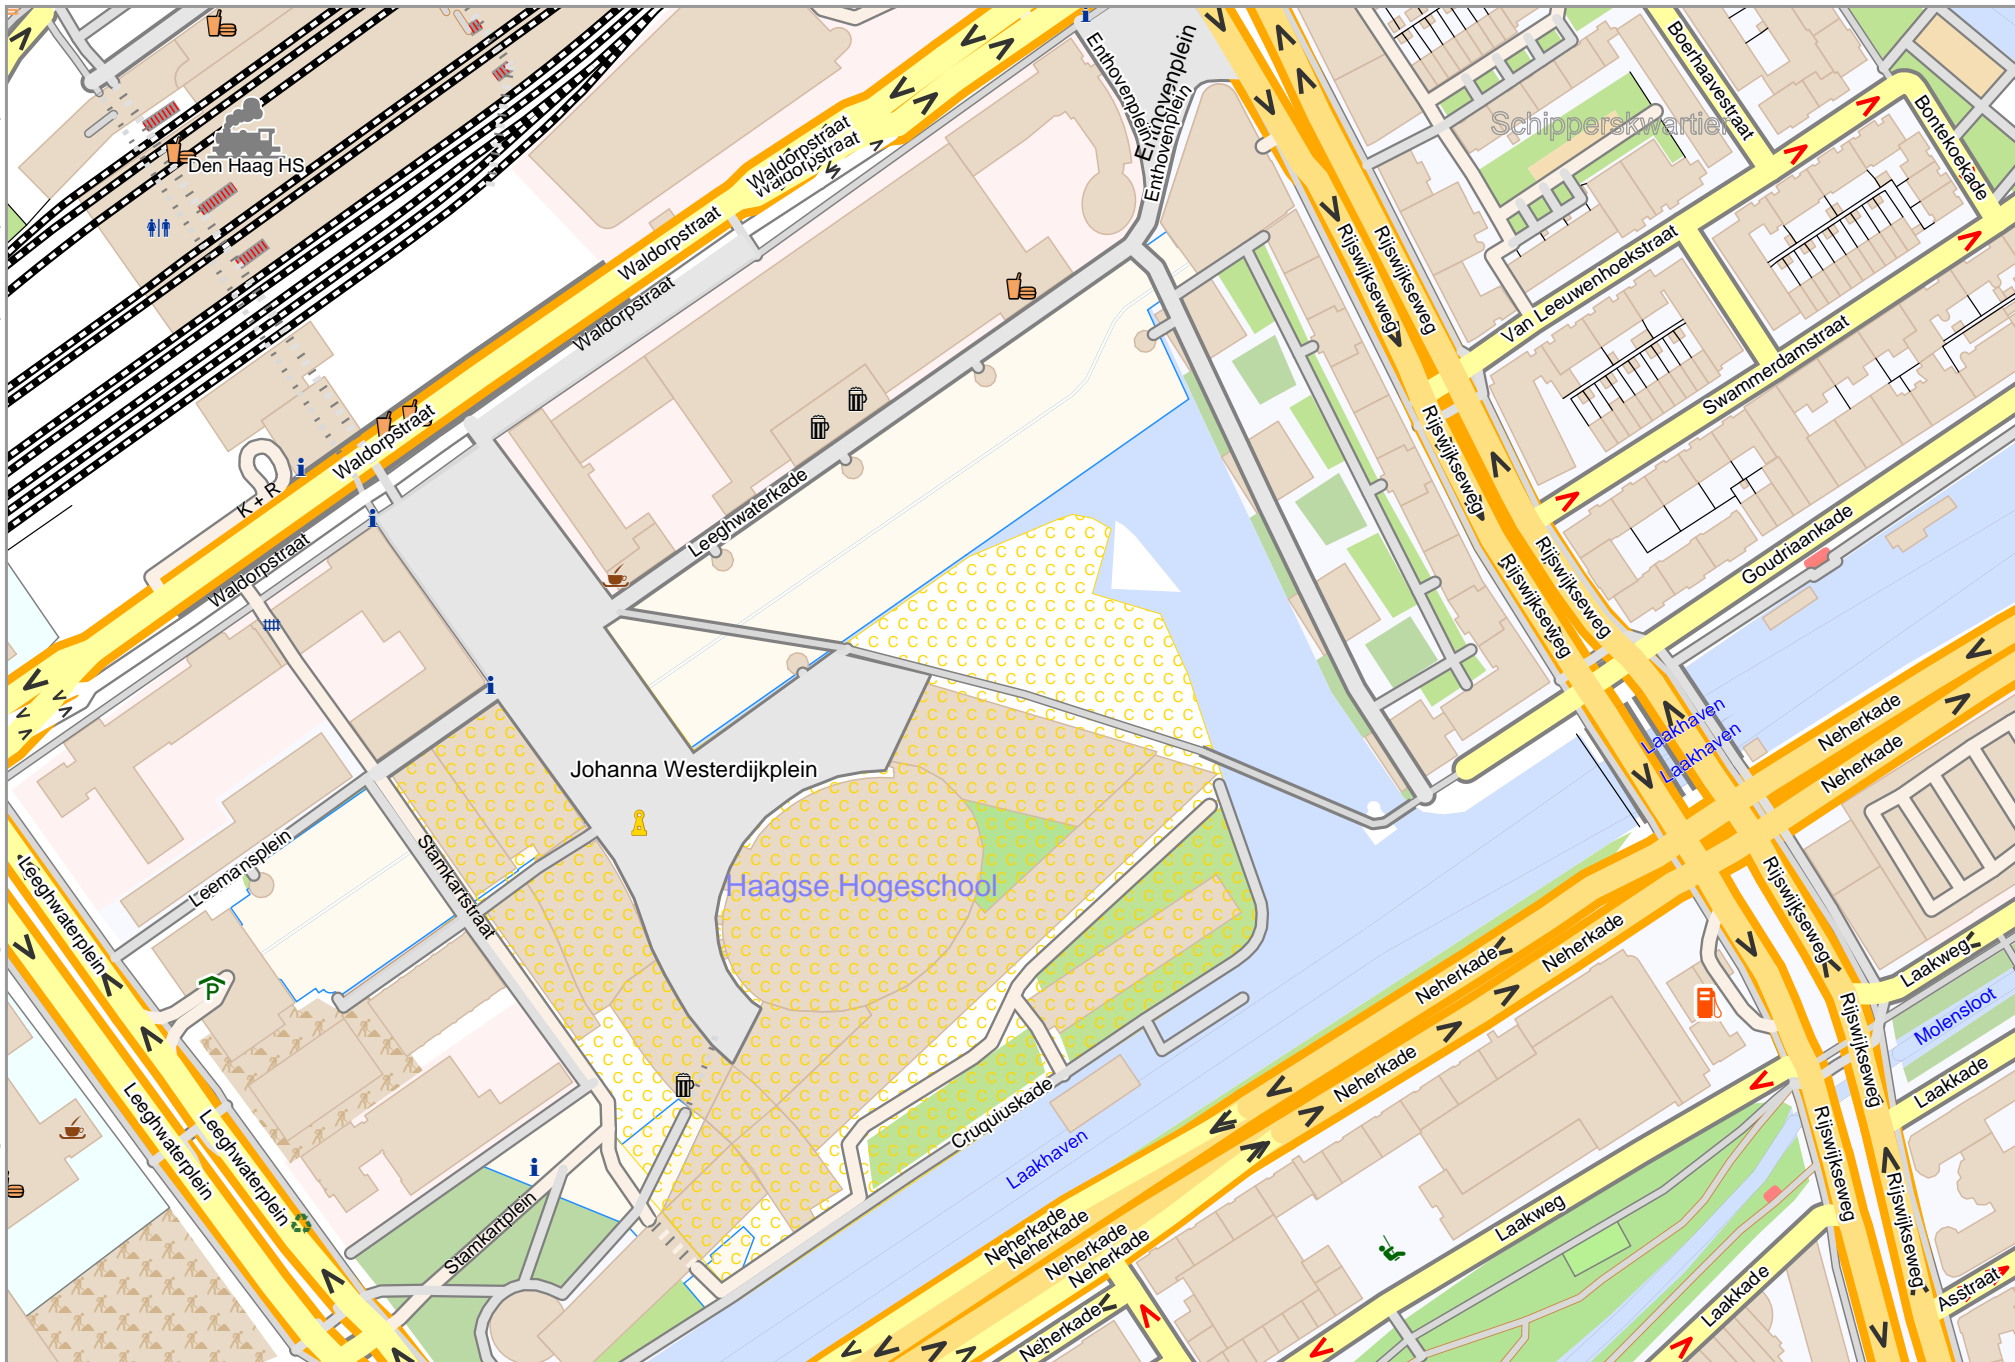 Enthovenplein
Enthovenplein
Enthovenplein
Enthovenplein
Boerhaavestraat
Schipperskwartier
Bontekoekade
Den Haag HS
Waldorpstraat
Waldorpstraat
Waldorpstraat
Waldorpstraat
Waldorpstraat
Waldorpstraat
K + R
Rijswijkseweg
Rijswijkseweg
Van Leeuwenhoekstraat
Swammerdamstraat
Rijswijkseweg
Leeghwaterkade
Goudriaankade
Rijswijkseweg
Rijswijkseweg
Laakhaven
Laakhaven
Neherkade
Neherkade
Johanna Westerdijkplein
Haagse Hogeschool
Leemansplein
Stamkartstraat
Leeghwaterplein
Rijswijkseweg
Neherkade
Neherkade
Laakweg
Molensloot
P
Rijswijkseweg
Neherkade
Laakkade
Cruquiuskade
Laakhaven
Leeghwaterplein
Leeghwaterplein
Stamkartplein
Rijswijkseweg
Rijswijkseweg
Laakweg
Neherkade
Neherkade
Neherkade
Neherkade
Laakkade
Asstraat
Neherkade